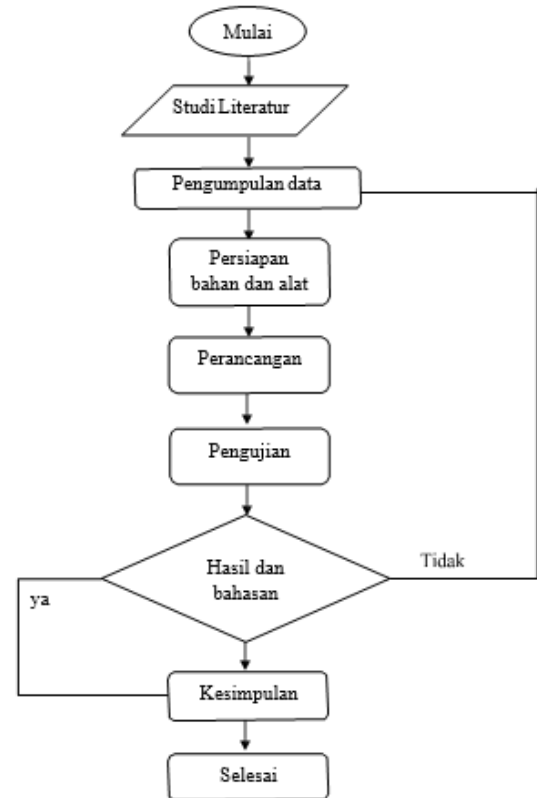 Mulai
Studi Literatur
Pengumpulan data
Persiapan
bahan dan alat
Perancangan
Pengujian
Hasil dan
bahasan
Tidak
ya
Kesimpulan
Selesai